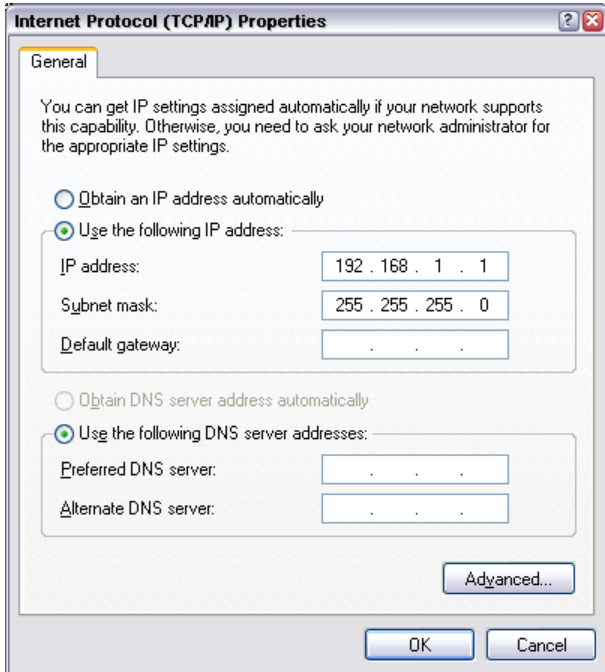 Internet Protocol (TCP/IP) Properties
General
You can get IP settings assigned automatically if your network supports
this capability. Otherwise, you need to ask your network administrator for
the appropriate IP settings.
Obtain an IP address automatically
Use the following IP address:
IP address: 192 . 168 . 1 . 1
Subnet mask: 255 . 255 . 255 . 0
Default gateway: . . .
Obtain DNS server address automatically
Use the following DNS server addresses:
Preferred DNS server: . . .
Alternate DNS server: . . .
Advanced...
OK Cancel